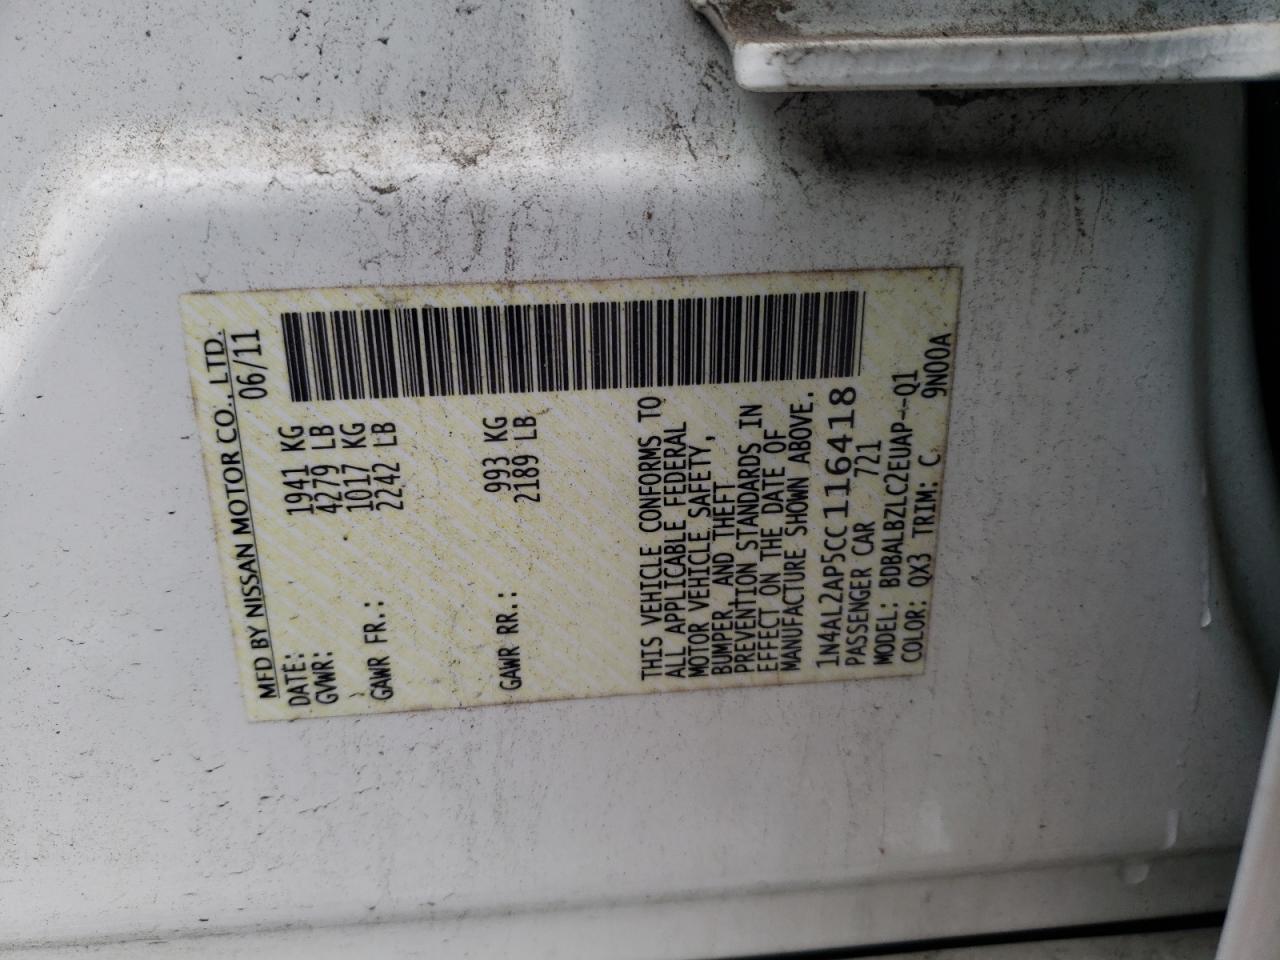 MFD BY NISSAN MOTOR CO., LTD.
DATE: 06/11
GVWR: 1941 KG
4279 LB
GAWR FR.: 1017 KG
2242 LB
GAWR RR.: 993 KG
2189 LB
THIS VEHICLE CONFORMS TO
ALL APPLICABLE FEDERAL
MOTOR VEHICLE SAFETY,
BUMPER, AND THEFT
PREVENTION STANDARDS IN
EFFECT ON THE DATE OF
MANUFACTURE SHOWN ABOVE.
1N4AL2AP5CC116418
PASSENGER CAR 721
MODEL: BDBALBZLC2EUAP--Q1
COLOR: QX3 TRIM: C 9N00A